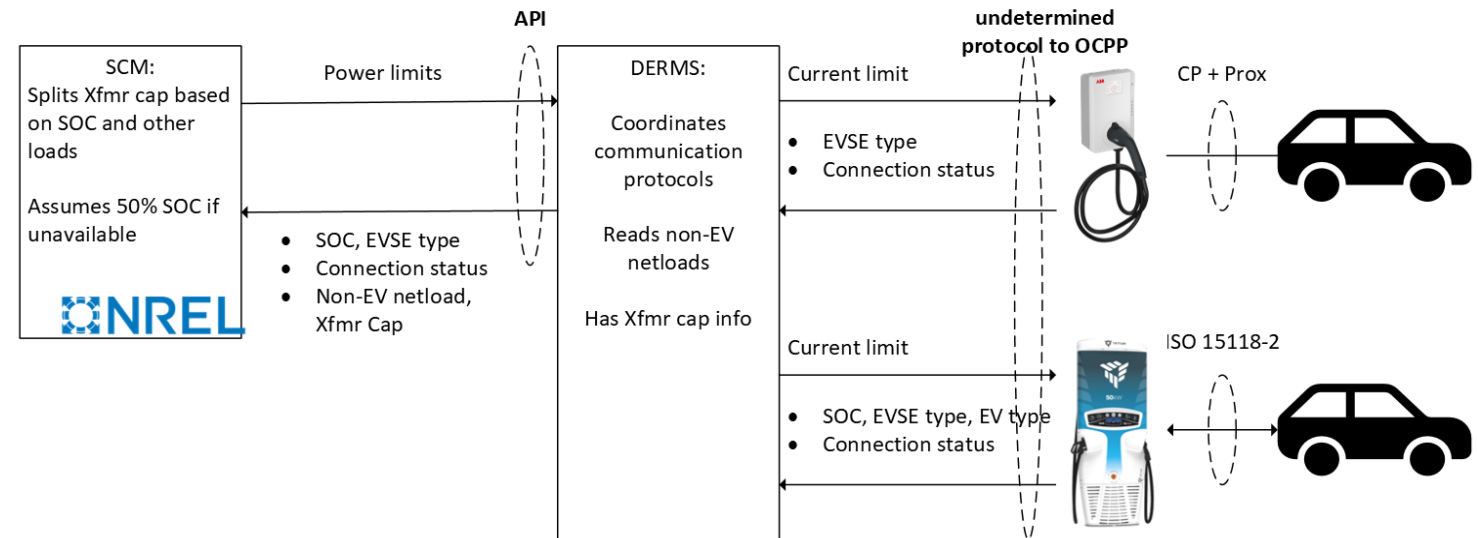 API
undetermined
protocol to OCPP
SCM:
Splits Xfmr cap based
on SOC and other
loads
Assumes 50% SOC if
unavailable
NREL
Power limits
• SOC, EVSE type
• Connection status
• Non-EV netload,
Xfmr Cap
DERMS:
Coordinates
communication
protocols
Reads non-EV
netloads
Has Xfmr cap info
Current limit
• EVSE type
• Connection status
ABB
CP + Prox
Current limit
• SOC, EVSE type, EV type
• Connection status
50kW
ISO 15118-2